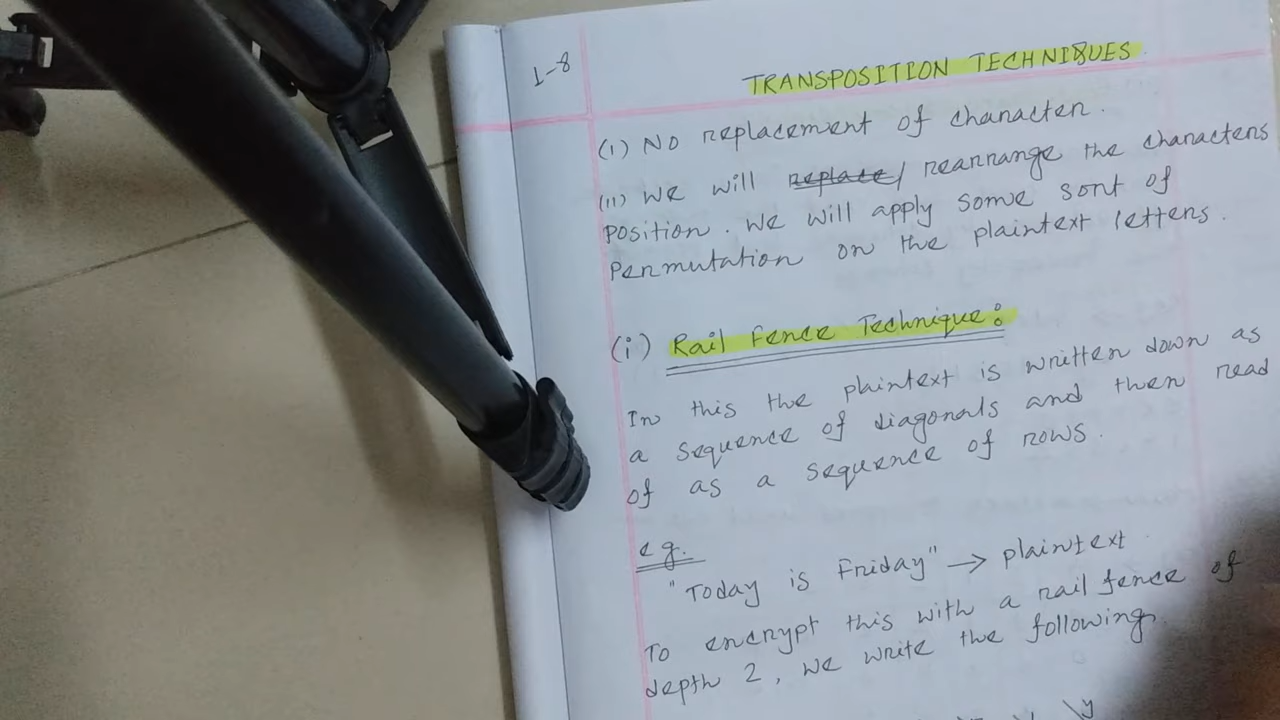 1-8
TRANSPOSITION TECHNIQUES
(i) No replacement of character.
(ii) We will replace/ rearrange the characters
position. We will apply some sort of
permutation on the plaintext letters.
(i) Rail Fence Technique:
In this the plaintext is written down as
a sequence of diagonals and then read
of as a sequence of rows.
eg.
"Today is Friday" → plaintext
To encrypt this with a rail fence of
depth 2, we write the following
y